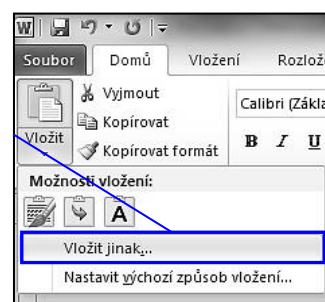 W
Soubor Domů Vložení Rozlož
Vyjmout
Kopírovat
Kopírovat formát
Vložit
Calibri (Zákla
B I U
Možnosti vložení:
A
Vložit jinak...
Nastavit výchozí způsob vložení...